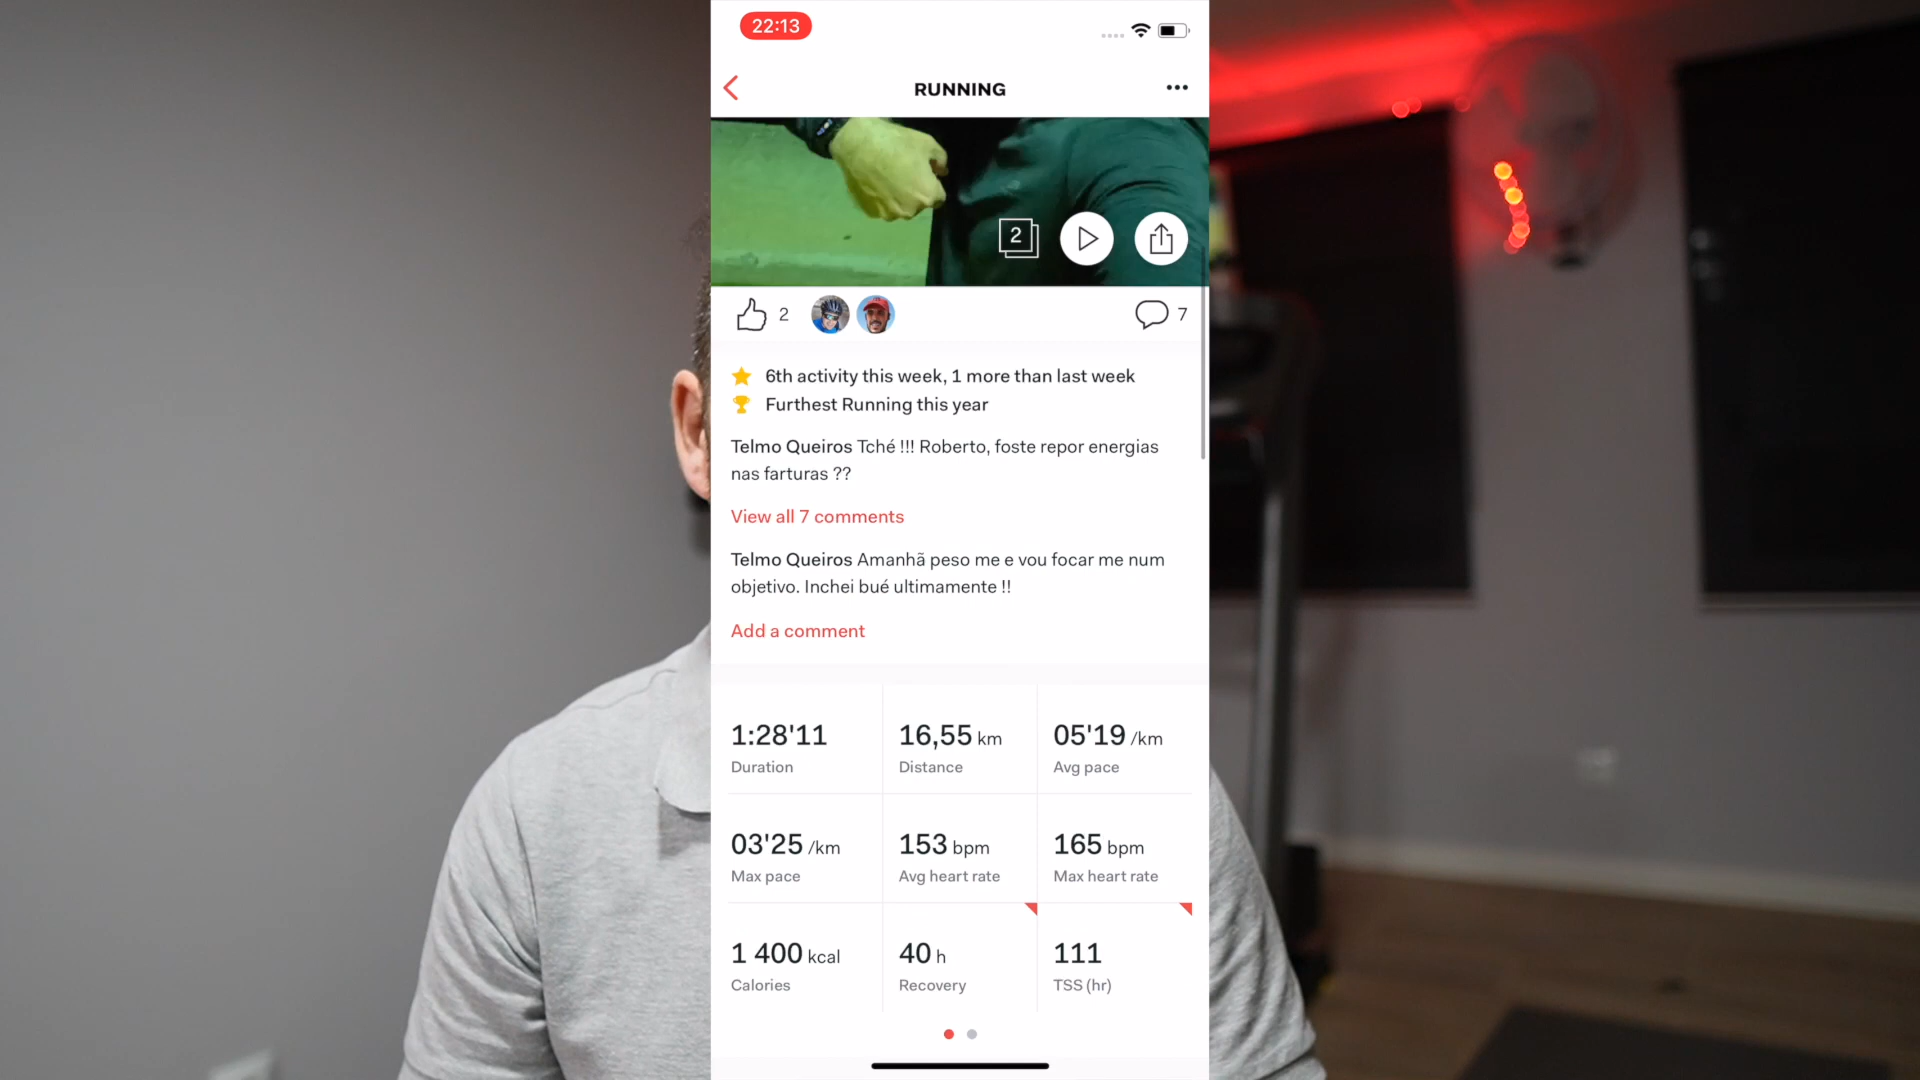 22:13
RUNNING
2
2
7
6th activity this week, 1 more than last week
Furthest Running this year
Telmo Queiros Tché !!! Roberto, foste repor energias
nas farturas ??
View all 7 comments
Telmo Queiros Amanhã peso me e vou focar me num
objetivo. Inchei bué ultimamente !!
Add a comment
1:28'11 16,55 km 05'19 /km
Duration Distance Avg pace
03'25 /km 153 bpm 165 bpm
Max pace Avg heart rate Max heart rate
1 400 kcal 40 h 111
Calories Recovery TSS (hr)